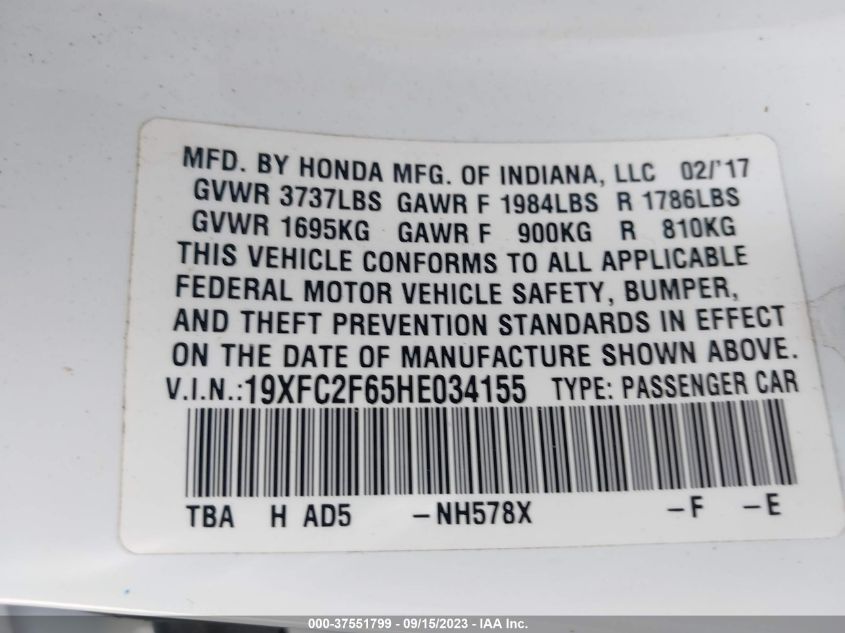 MFD. BY HONDA MFG. OF INDIANA, LLC 02/'17
GVWR 3737LBS GAWR F 1984LBS R 1786LBS
GVWR 1695KG GAWR F 900KG R 810KG
THIS VEHICLE CONFORMS TO ALL APPLICABLE
FEDERAL MOTOR VEHICLE SAFETY, BUMPER,
AND THEFT PREVENTION STANDARDS IN EFFECT
ON THE DATE OF MANUFACTURE SHOWN ABOVE.
V.I.N.:19XFC2F65HE034155 TYPE: PASSENGER CAR
TBA H AD5 -NH578X -F -E
000-37551799 - 09/15/2023 - IAA Inc.